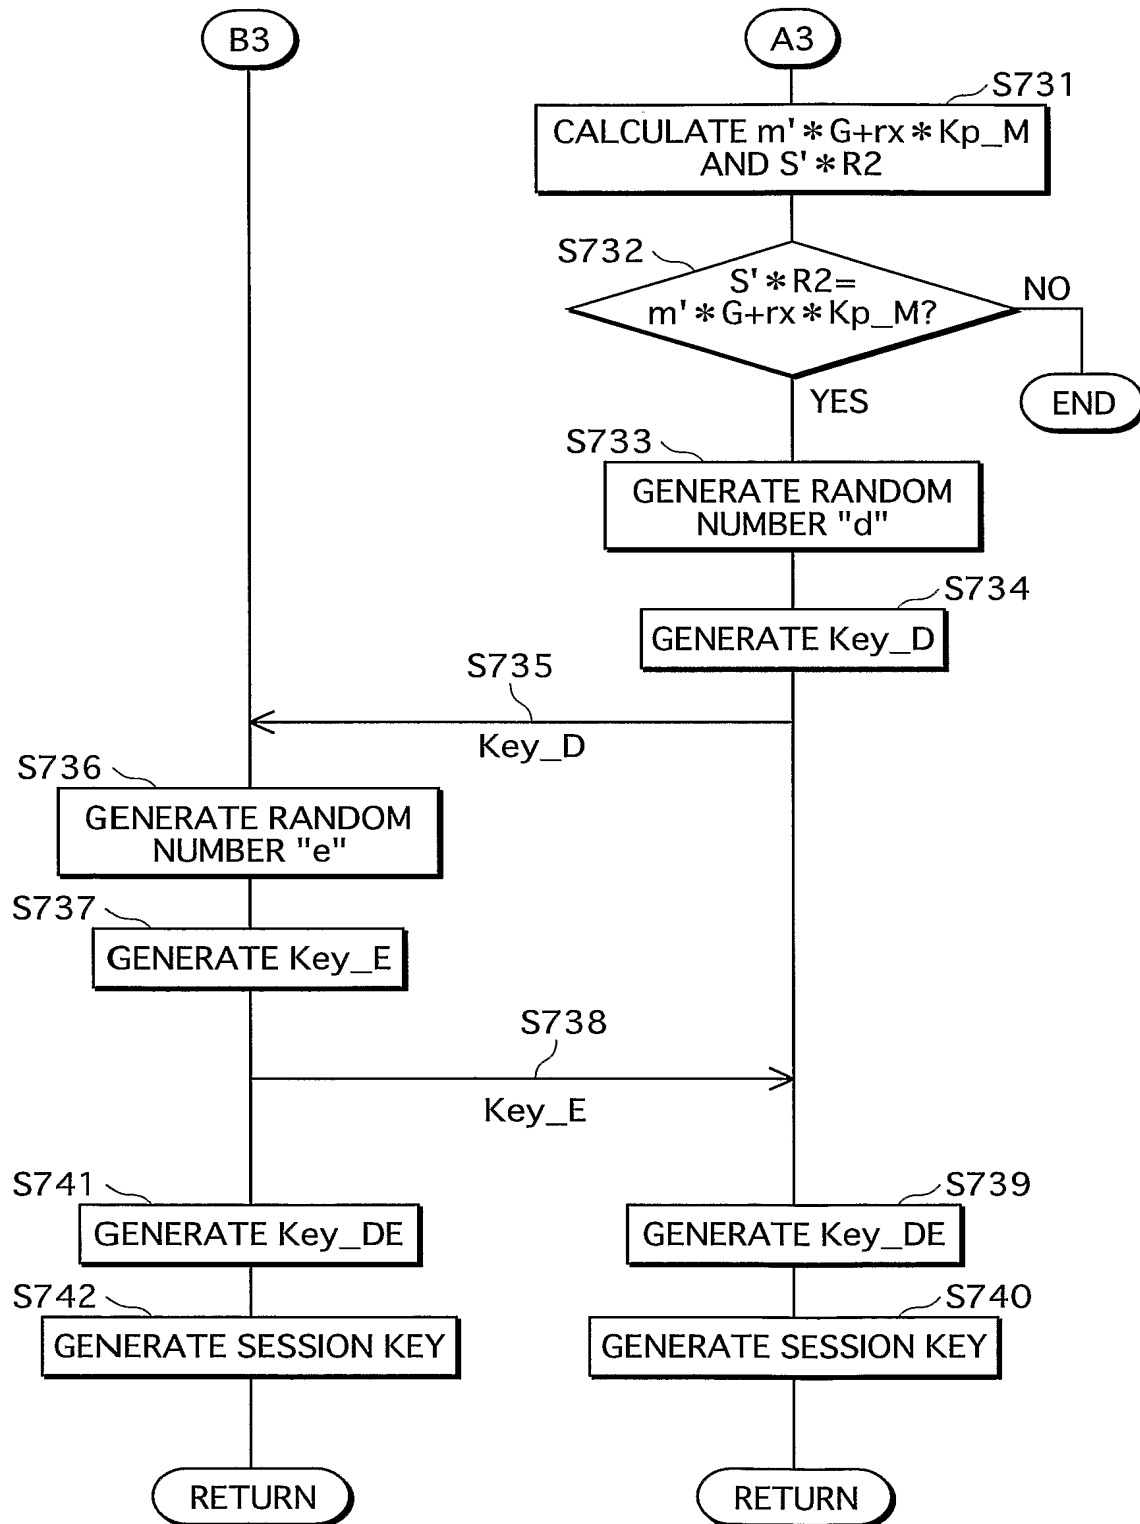 B3
A3
S731
CALCULATE m'*G+rx*Kp_M
AND S'*R2
S732
S'*R2=
m'*G+rx*Kp_M?
NO
YES
END
S733
GENERATE RANDOM
NUMBER "d"
S734
GENERATE Key_D
S735
Key_D
S736
GENERATE RANDOM
NUMBER "e"
S737
GENERATE Key_E
S738
Key_E
S741
GENERATE Key_DE
S739
GENERATE Key_DE
S742
GENERATE SESSION KEY
S740
GENERATE SESSION KEY
RETURN
RETURN